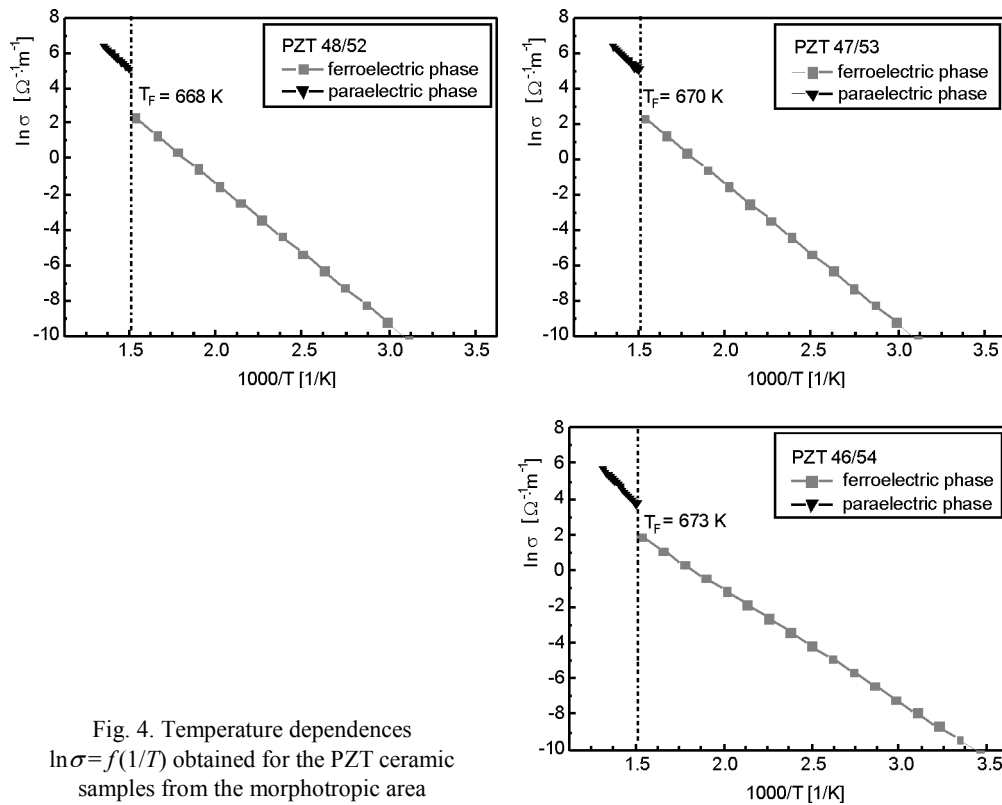 PZT 48/52
ferroelectric phase
paraelectric phase
T_F = 668 K
ln σ [Ω⁻¹m⁻¹]
8
6
4
2
0
-2
-4
-6
-8
-10
1.5 2.0 2.5 3.0 3.5
1000/T [1/K]
PZT 47/53
ferroelectric phase
paraelectric phase
T_F = 670 K
ln σ [Ω⁻¹m⁻¹]
8
6
4
2
0
-2
-4
-6
-8
-10
1.5 2.0 2.5 3.0 3.5
1000/T [1/K]
PZT 46/54
ferroelectric phase
paraelectric phase
T_F = 673 K
ln σ [Ω⁻¹m⁻¹]
8
6
4
2
0
-2
-4
-6
-8
-10
1.5 2.0 2.5 3.0 3.5
1000/T [1/K]
Fig. 4. Temperature dependences
lnσ=f(1/T) obtained for the PZT ceramic
samples from the morphotropic area